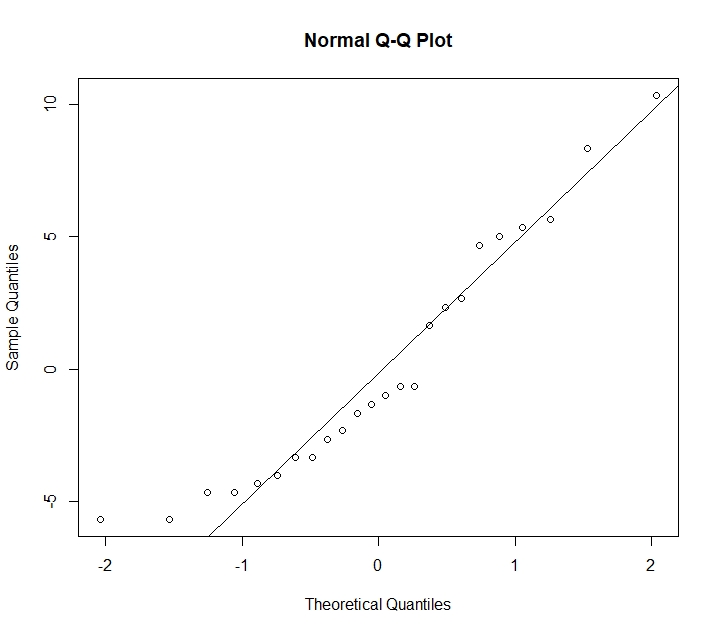 Normal Q-Q Plot
10
5
0
-5
Sample Quantiles
-2 -1 0 1 2
Theoretical Quantiles